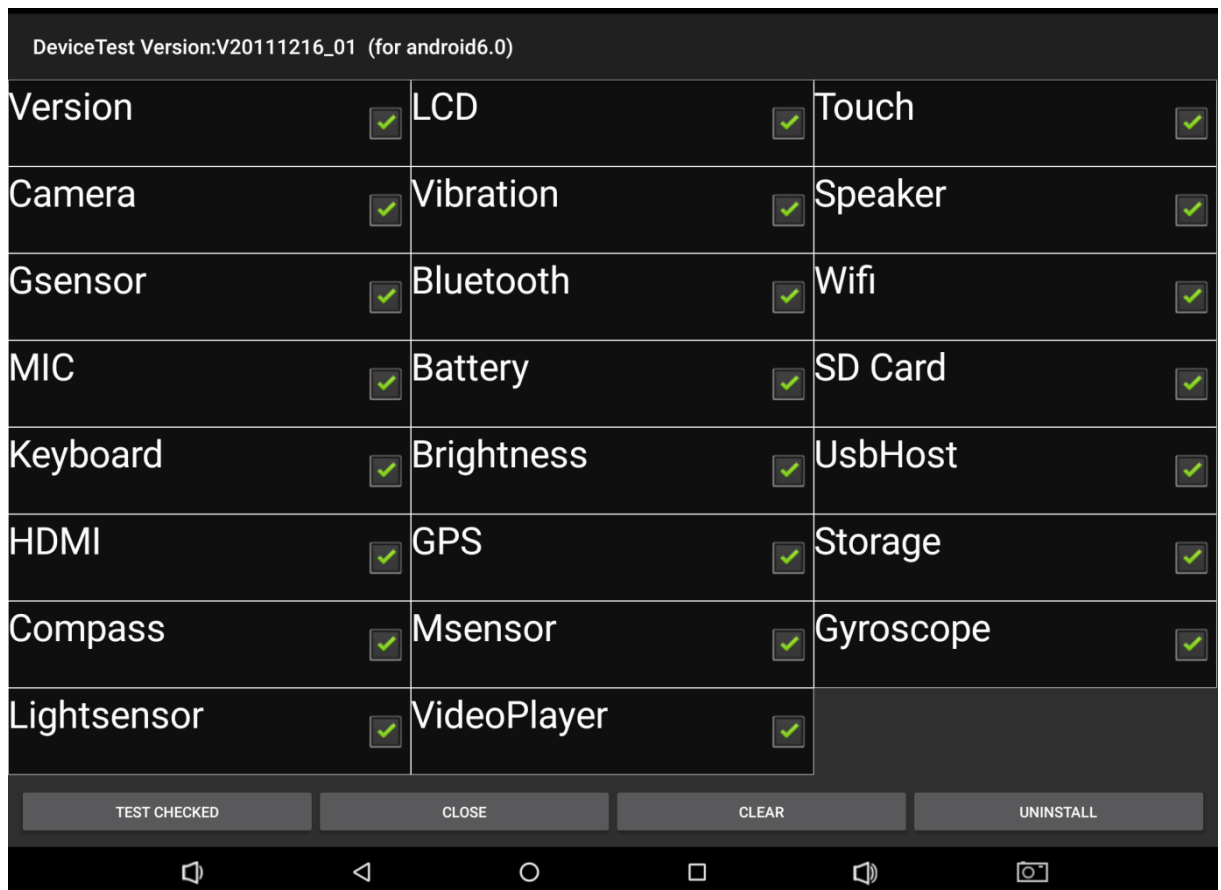 DeviceTest Version:V20111216_01 (for android6.0)
Version LCD Touch
Camera Vibration Speaker
Gsensor Bluetooth Wifi
MIC Battery SD Card
Keyboard Brightness UsbHost
HDMI GPS Storage
Compass Msensor Gyroscope
Lightsensor VideoPlayer
TEST CHECKED CLOSE CLEAR UNINSTALL